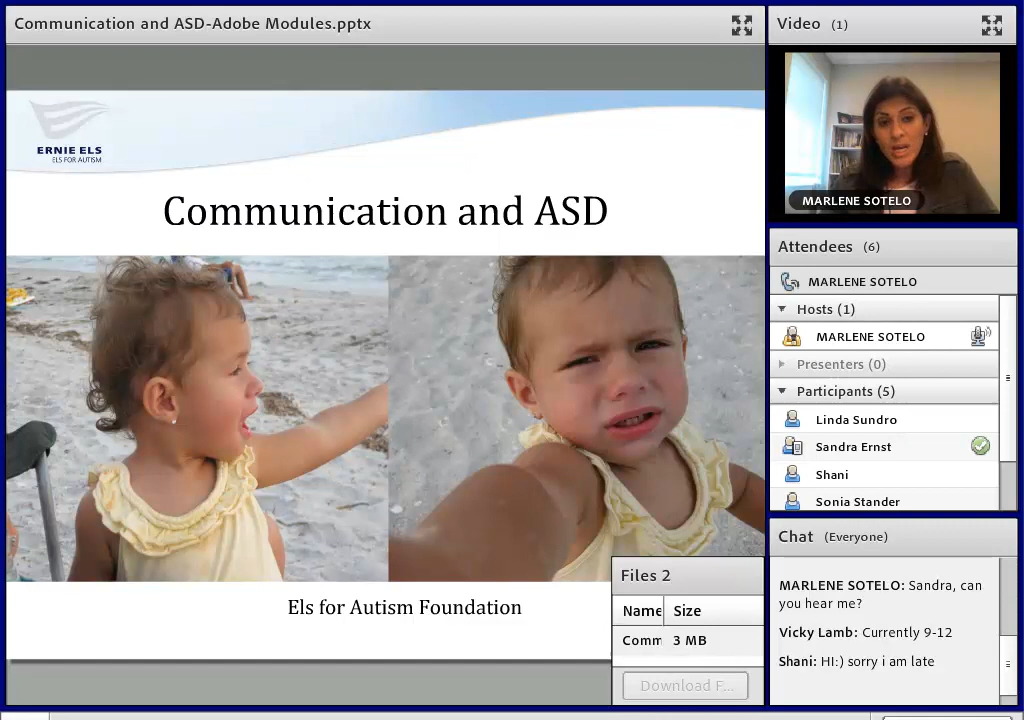 Communication and ASD-Adobe Modules.pptx
ERNIE ELS
ELS FOR AUTISM
Communication and ASD
Els for Autism Foundation
Files 2
Name Size
Comm 3 MB
Download F...
Video (1)
MARLENE SOTELO
Attendees (6)
MARLENE SOTELO
Hosts (1)
MARLENE SOTELO
Presenters (0)
Participants (5)
Linda Sundro
Sandra Ernst
Shani
Sonia Stander
Chat (Everyone)
MARLENE SOTELO: Sandra, can
you hear me?
Vicky Lamb: Currently 9-12
Shani: HI:) sorry i am late